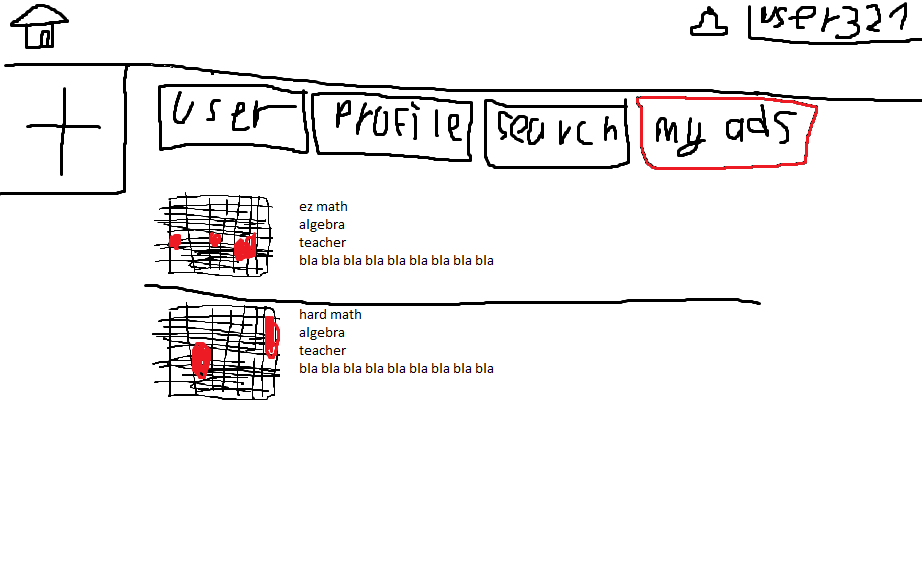 user321
user
profile
search
my ads
ez math
algebra
teacher
bla bla bla bla bla bla bla bla bla
hard math
algebra
teacher
bla bla bla bla bla bla bla bla bla